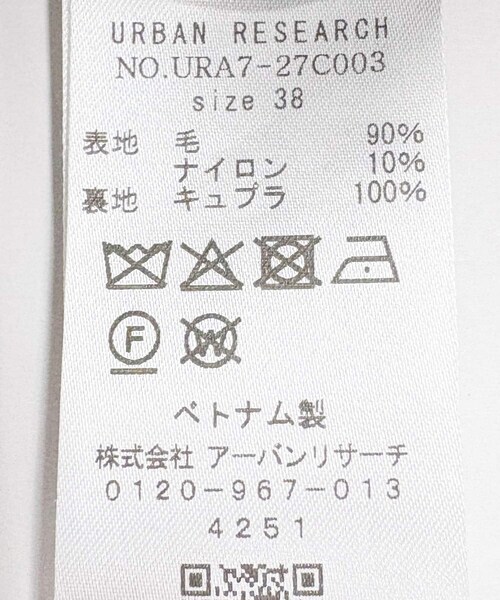 URBAN RESEARCH
NO.URA7-27C003
size 38
表地 毛 90%
ナイロン 10%
裏地 キュプラ 100%
F W
ベトナム製
株式会社 アーバンリサーチ
0120-967-013
4251